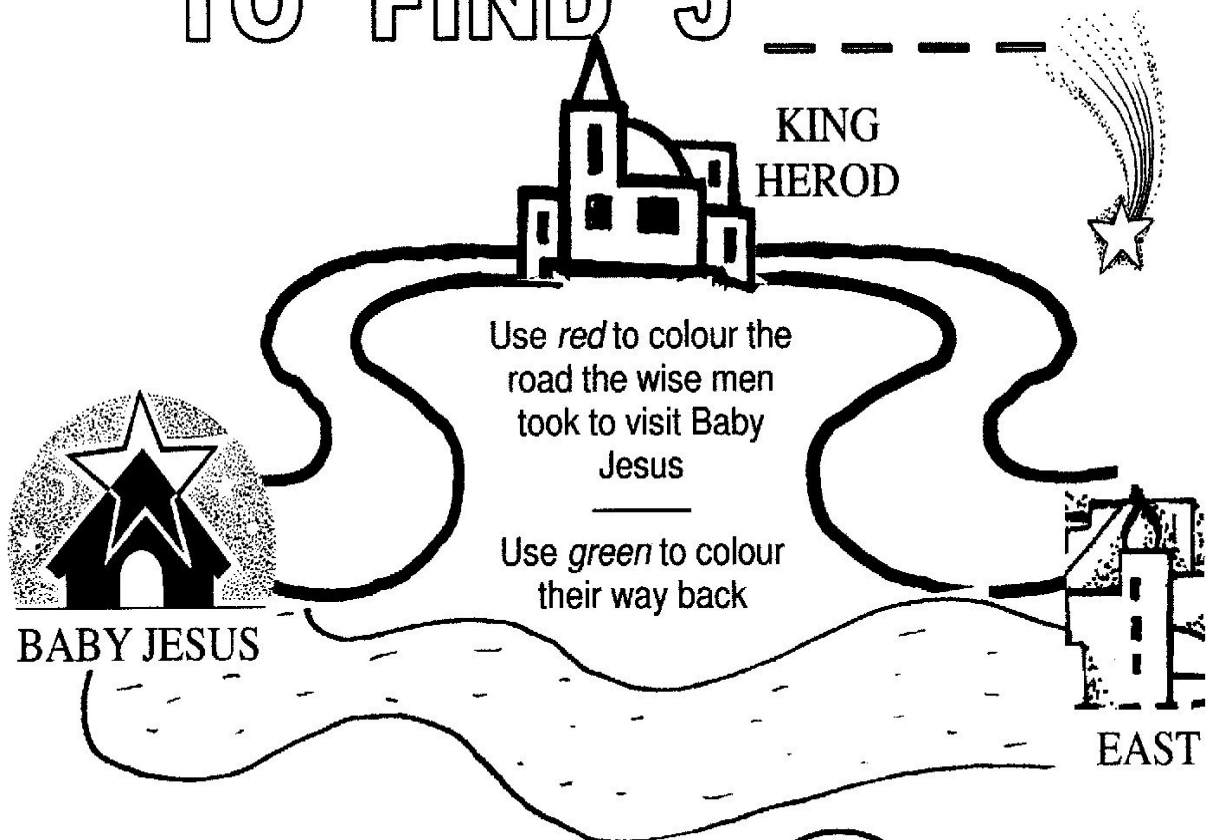 TO FIND J _ _ _ _
KING
HEROD
Use red to colour the
road the wise men
took to visit Baby
Jesus
Use green to colour
their way back
BABY JESUS
EAST